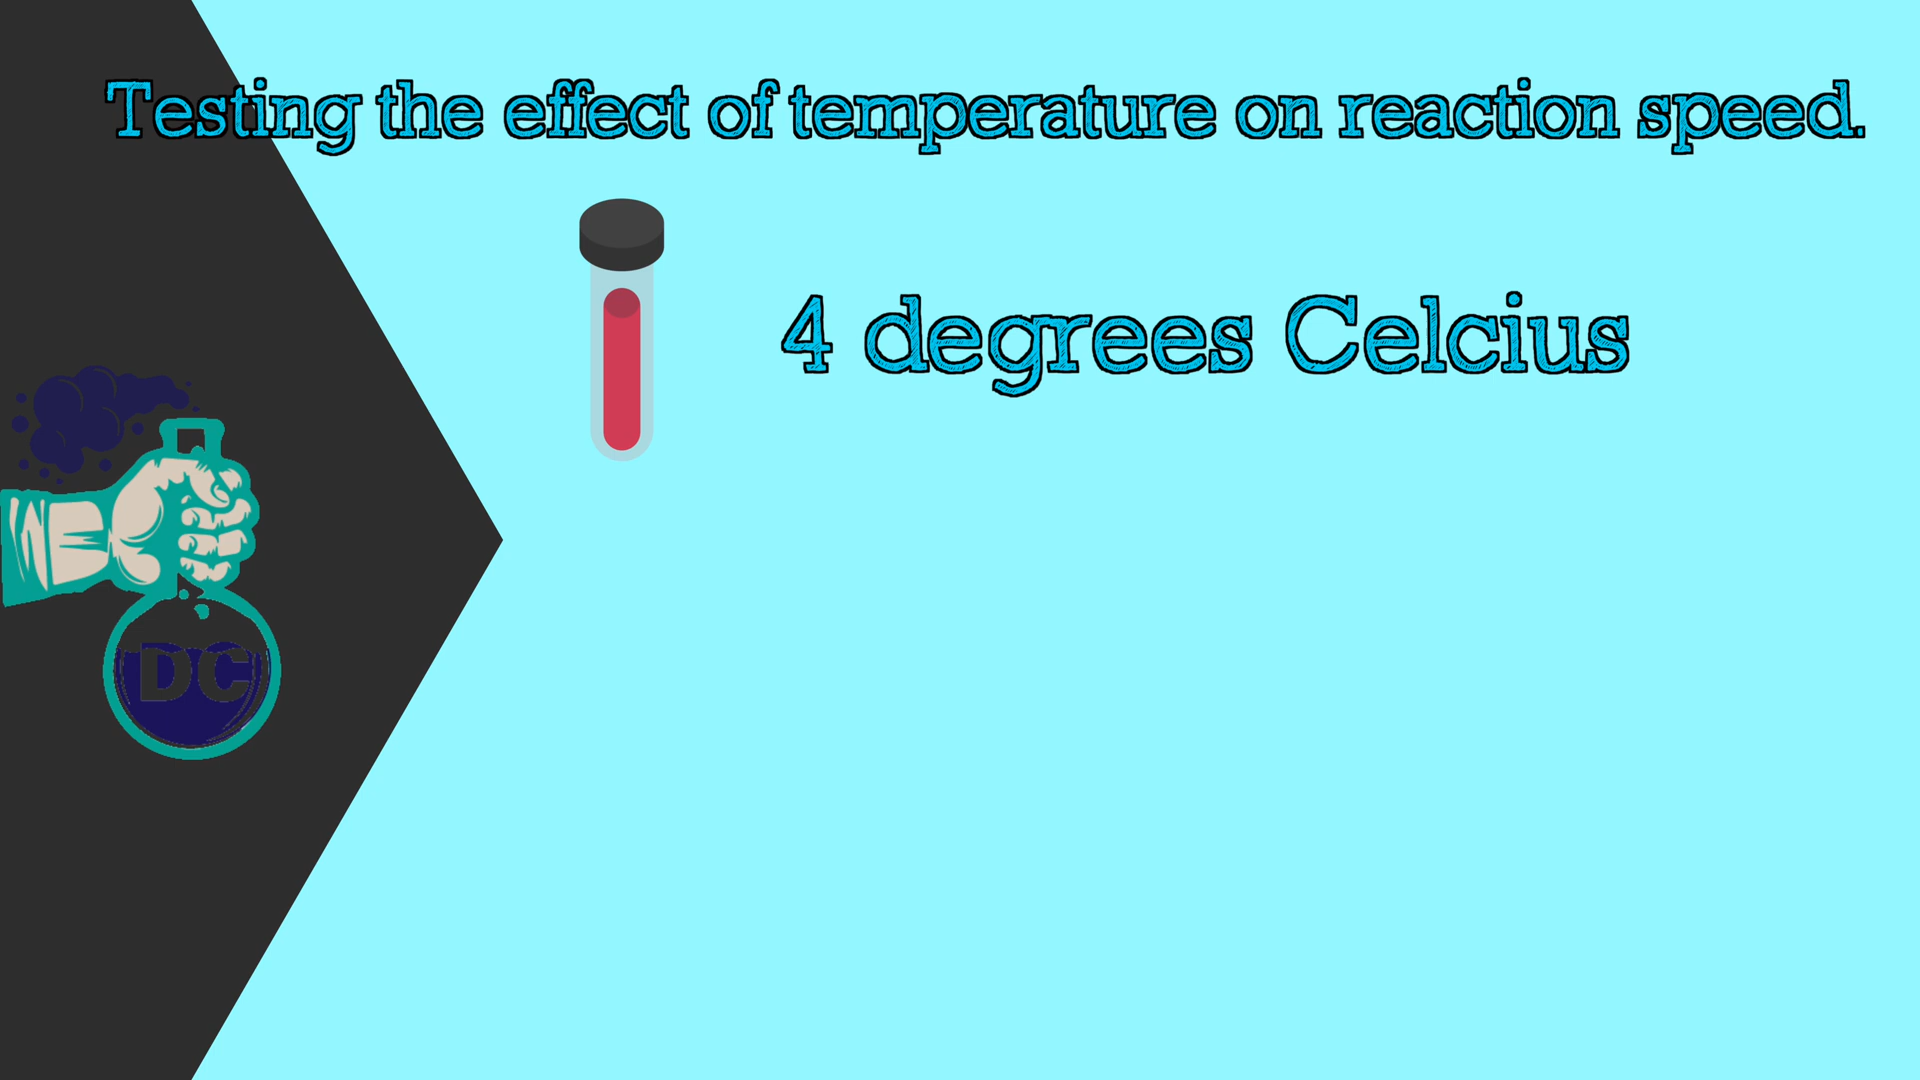 Testing the effect of temperature on reaction speed.
4 degrees Celcius
DC